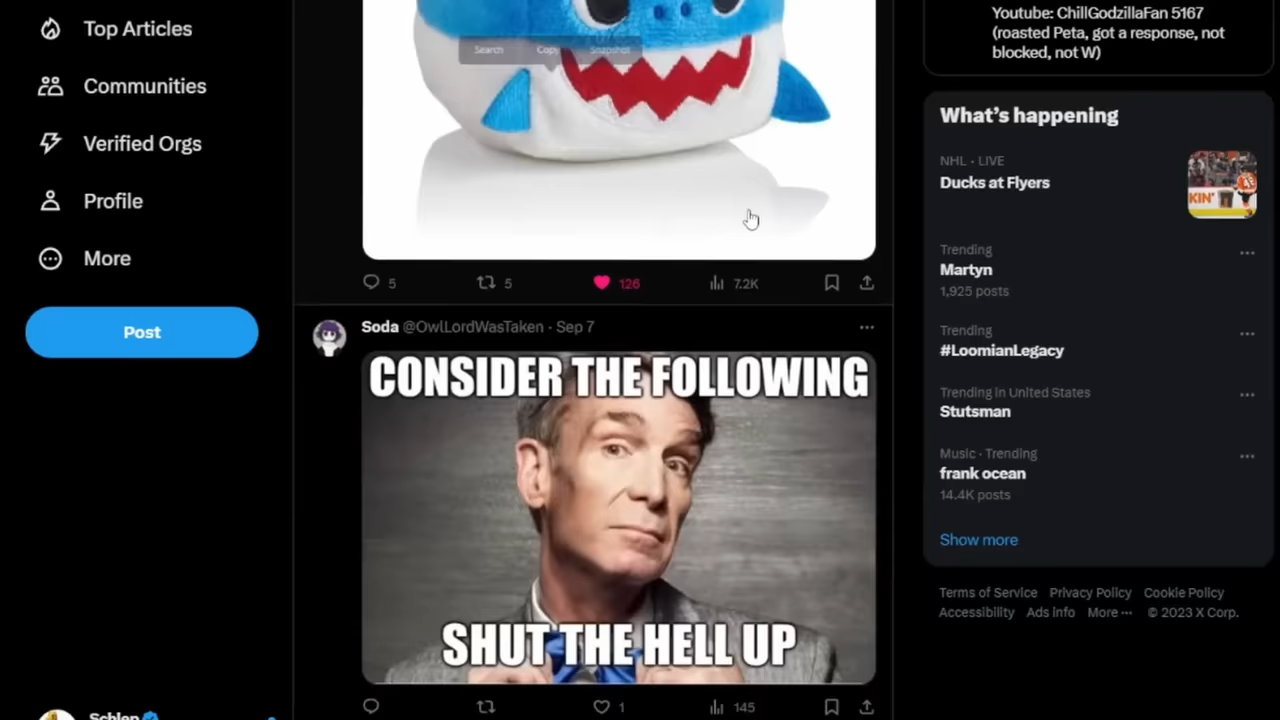 Top Articles
Communities
Verified Orgs
Profile
More
Post
Schlep
Search Copy Snapshot
5 5 126 7.2K
Soda @OwlLordWasTaken · Sep 7
CONSIDER THE FOLLOWING
SHUT THE HELL UP
1 145
Youtube: ChillGodzillaFan 5167
(roasted Peta, got a response, not
blocked, not W)
What's happening
NHL · LIVE
Ducks at Flyers
KIN'
Trending
Martyn
1,925 posts
Trending
#LoomianLegacy
Trending in United States
Stutsman
Music · Trending
frank ocean
14.4K posts
Show more
Terms of Service Privacy Policy Cookie Policy
Accessibility Ads info More ··· © 2023 X Corp.